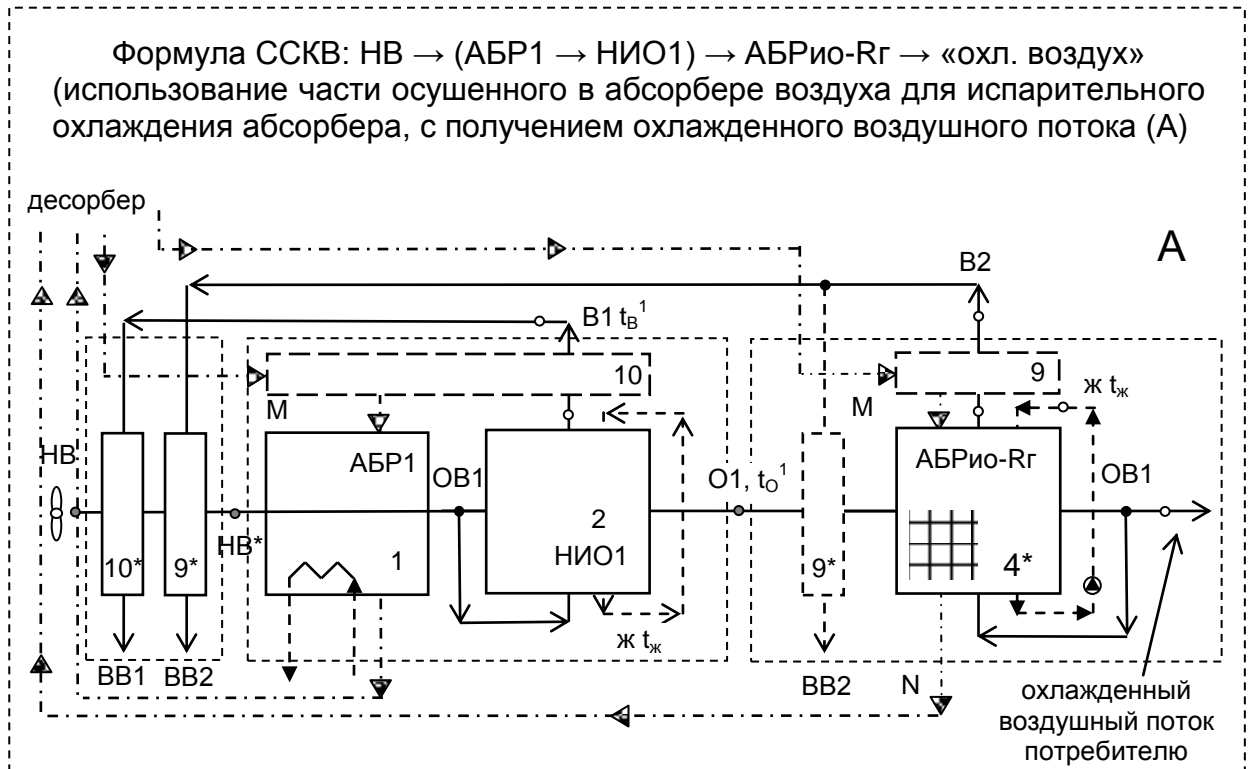 Формула ССКВ: НВ → (АБР1 → НИО1) → АБРио-Rг → «охл. воздух»
(использование части осушенного в абсорбере воздуха для испарительного
охлаждения абсорбера, с получением охлажденного воздушного потока (А)
десорбер
А
В2
В1 tВ¹
10
9
ж tж
М
М
НВ
АБР1
АБРио-Rг
ОВ1
О1, tО¹
ОВ1
2
НИО1
НВ*
1
10*
9*
9*
4*
ж tж
ВВ1
ВВ2
ВВ2
N
охлажденный
воздушный поток
потребителю